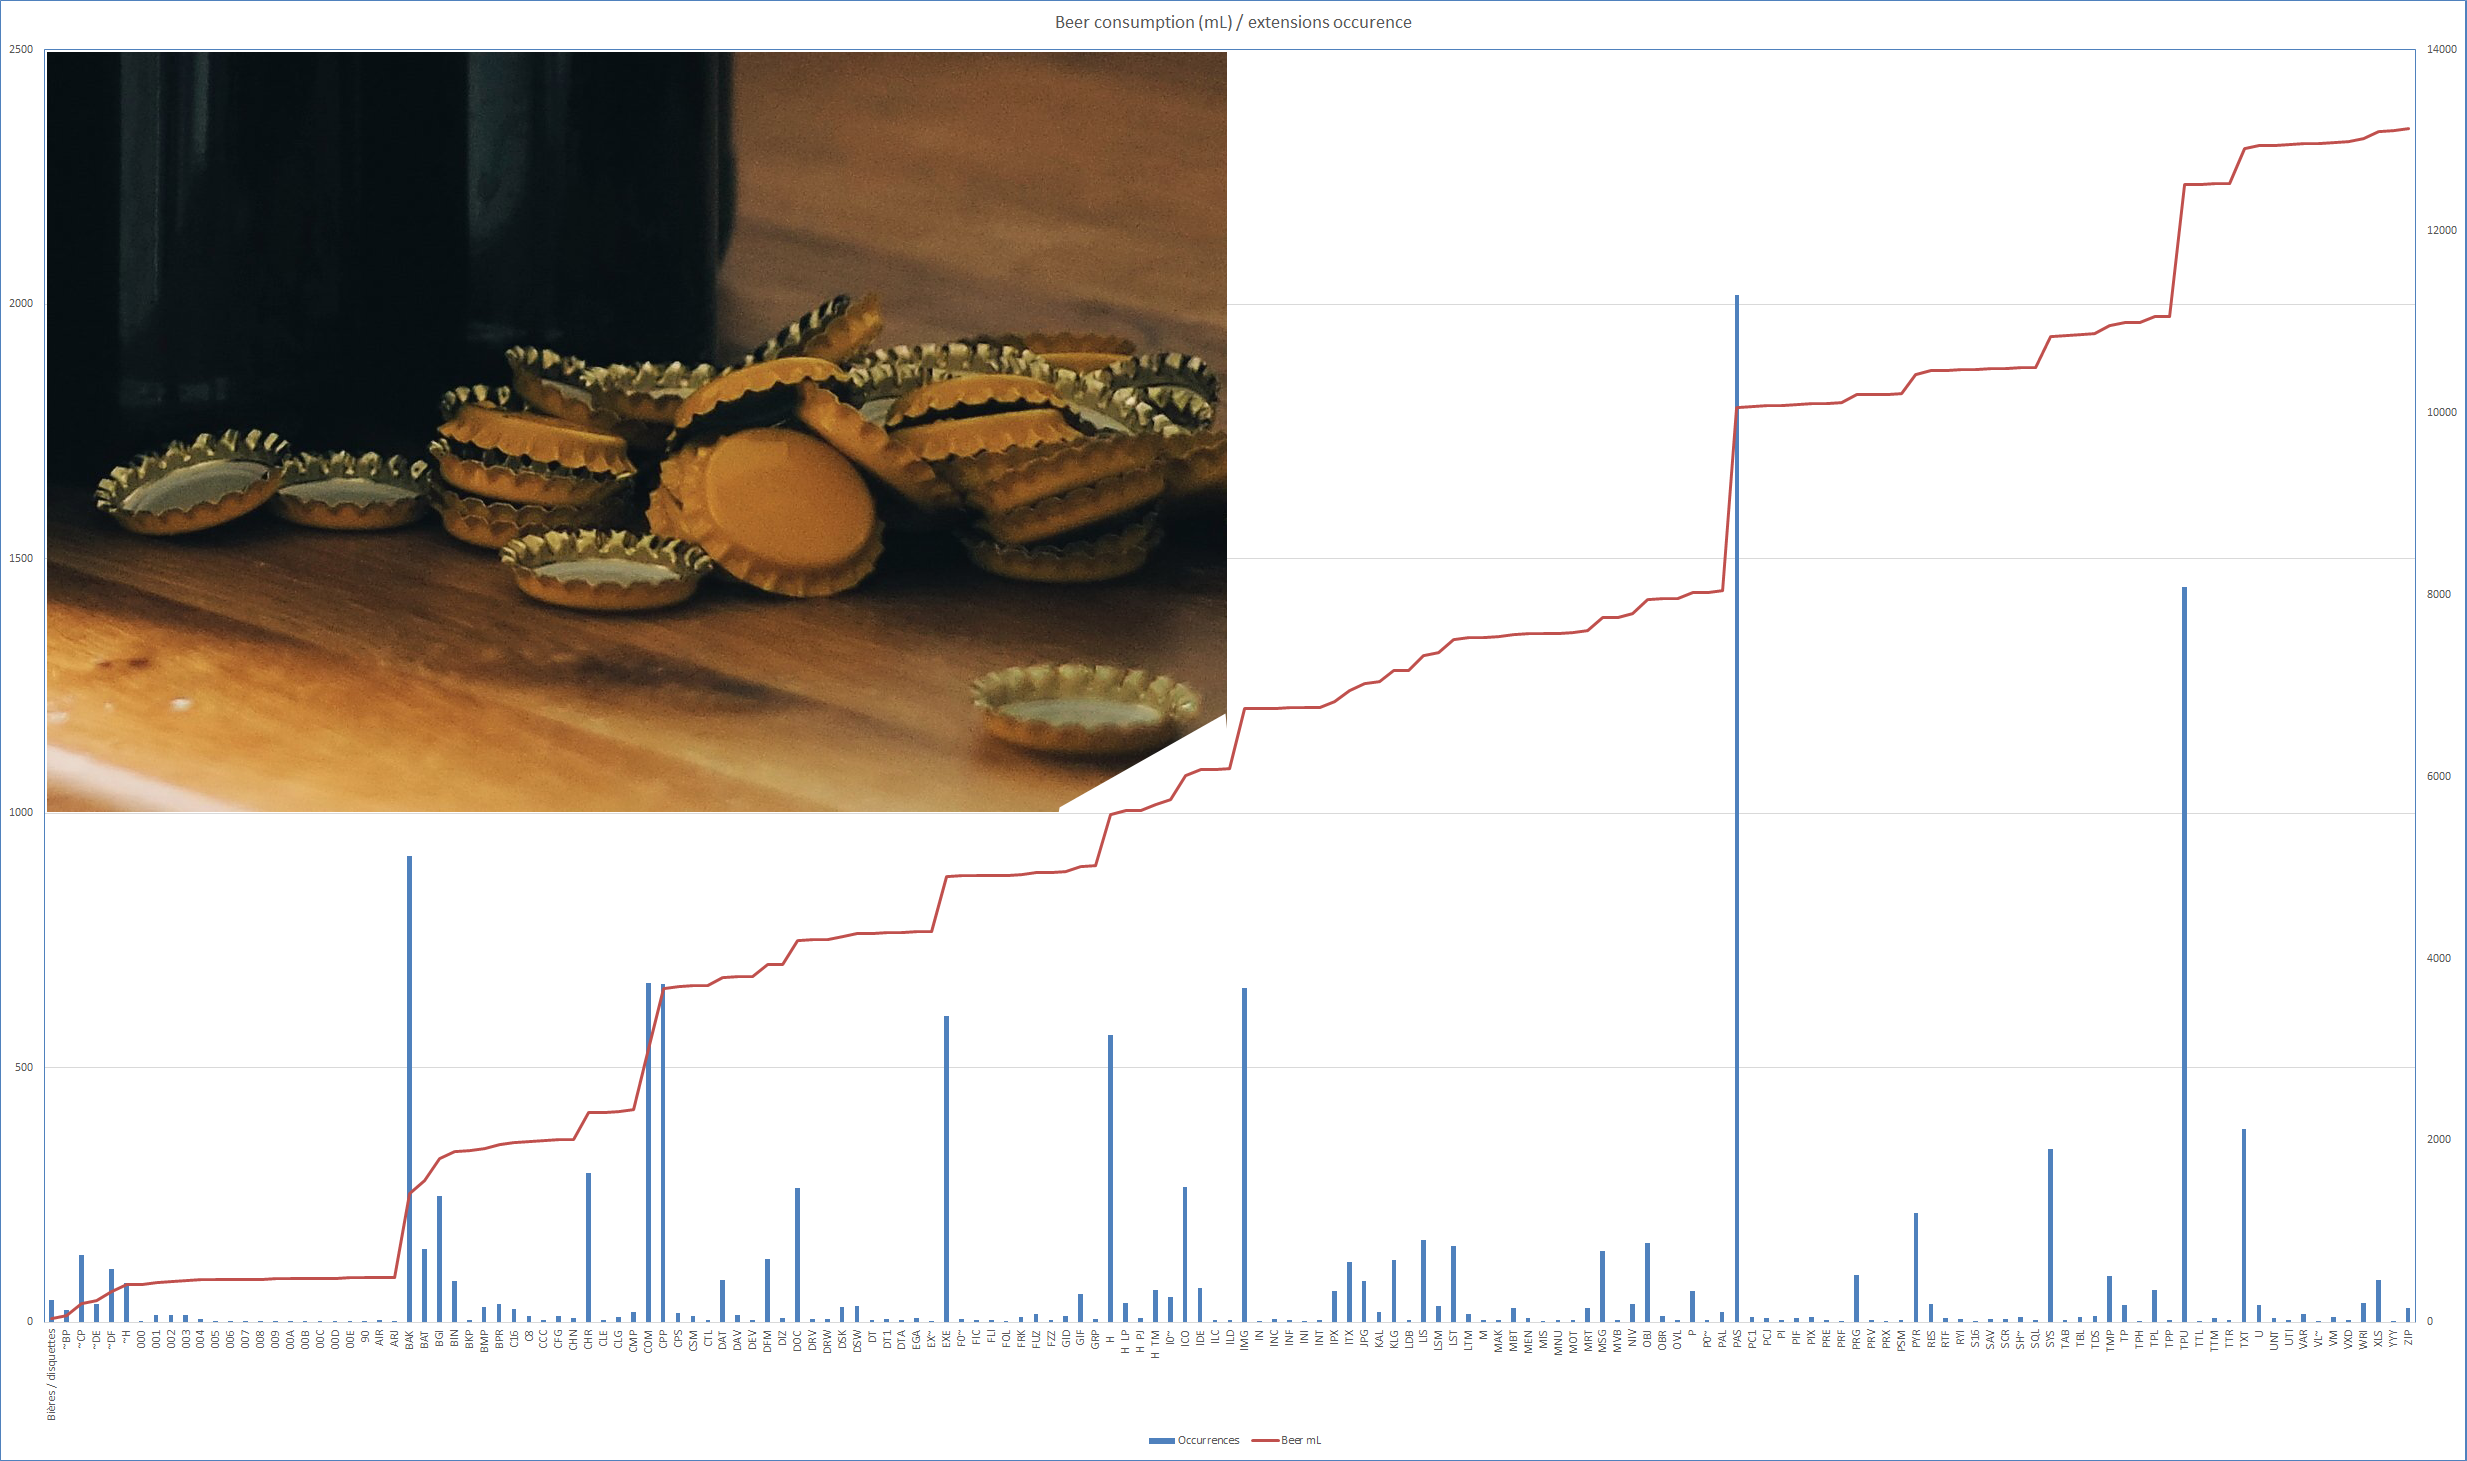 Beer consumption (mL) / extensions occurence
2500
2000
1500
1000
500
0
14000
12000
10000
8000
6000
4000
2000
0
Bières / disquettes
~BP
~CP
~DE
~DF
~H
000
001
002
003
004
005
006
007
008
009
00A
00B
00C
00D
00E
90
AIR
ARJ
BAK
BAT
BGI
BIN
BKP
BMP
BPR
C16
C8
CCC
CFG
CHN
CHR
CLE
CLG
CMP
COM
CPP
CPS
CSM
CTL
DAT
DAV
DEV
DFM
DIZ
DOC
DRV
DRW
DSK
DSW
DT
DT1
DTA
EGA
EX~
EXE
FO~
FIC
FLI
FOL
FRK
FUZ
FZZ
GID
GIF
GRP
H
H LP
H PJ
H TM
ID~
ICO
IDE
ILC
ILD
IMG
IN
INC
INF
INI
INT
IPX
ITX
JPG
KAL
KLG
LDB
LIS
LSM
LST
LTM
M
MAK
MBT
MEN
MIS
MNU
MOT
MRT
MSG
MVB
NIV
OBJ
OBR
OVL
P
PO~
PAL
PAS
PC1
PCJ
PI
PIF
PIX
PRE
PRF
PRG
PRV
PRX
PSM
PYR
RES
RTF
RYI
S16
SAV
SCR
SH~
SQL
SYS
TAB
TBL
TDS
TMP
TP
TPH
TPL
TPP
TPU
TTL
TTM
TTR
TXT
U
UNT
UTI
VAR
VL~
VM
VXD
WRI
XLS
YYY
ZIP
Occurrences
Beer mL